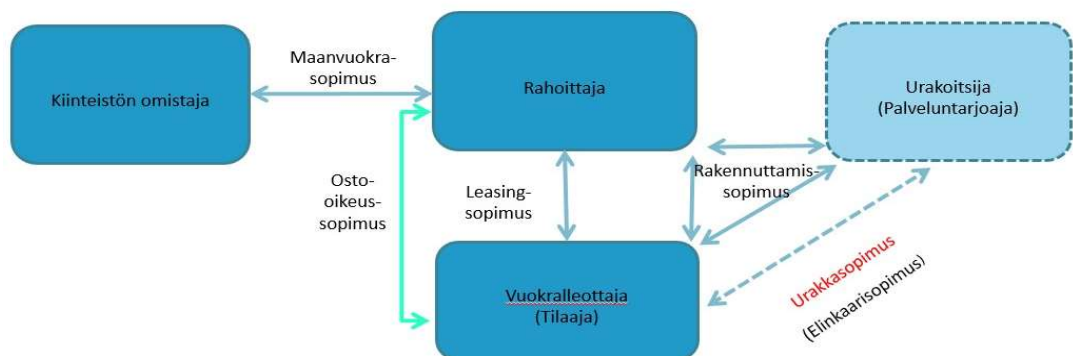 Kiinteistön omistaja
Maanvuokra-
sopimus
Rahoittaja
Urakoitsija
(Palveluntarjoaja)
Osto-
oikeus-
sopimus
Leasing-
sopimus
Rakennuttamis-
sopimus
Vuokralleottaja
(Tilaaja)
Urakkasopimus
(Elinkaarisopimus)